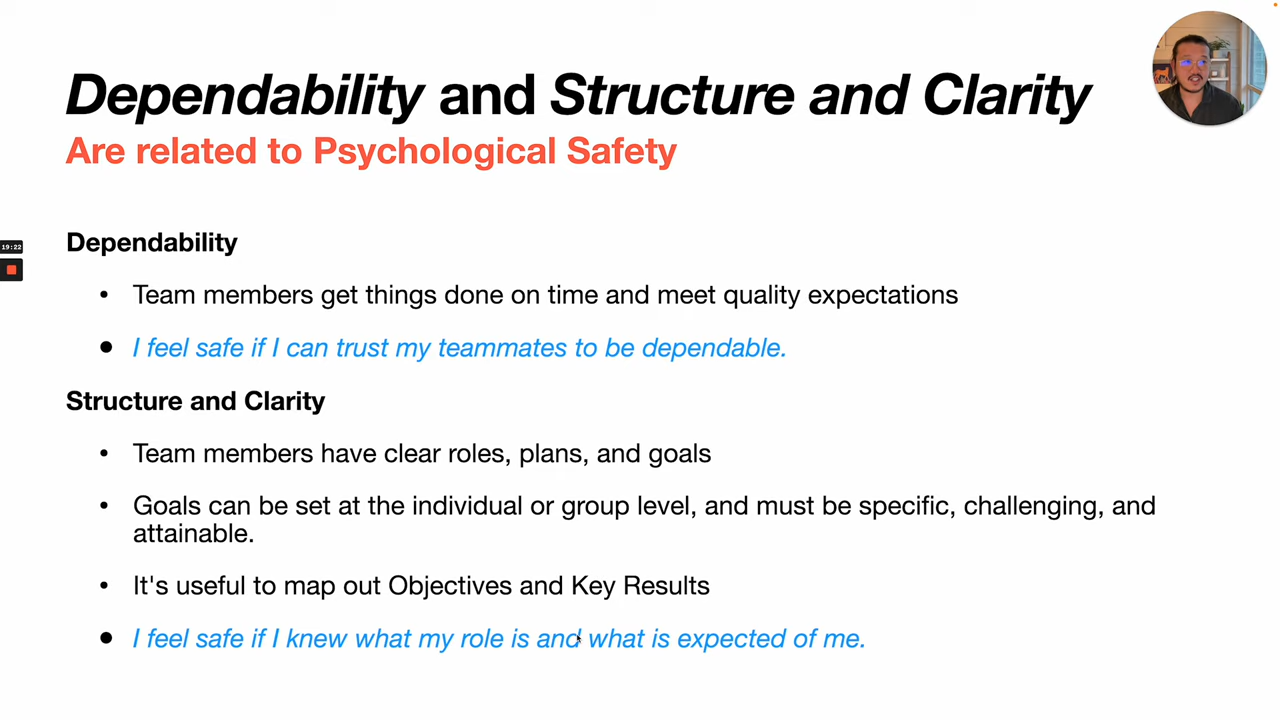 Dependability and Structure and Clarity
Are related to Psychological Safety
19:22
Dependability
• Team members get things done on time and meet quality expectations
• I feel safe if I can trust my teammates to be dependable.
Structure and Clarity
• Team members have clear roles, plans, and goals
• Goals can be set at the individual or group level, and must be specific, challenging, and
attainable.
• It's useful to map out Objectives and Key Results
• I feel safe if I knew what my role is and what is expected of me.